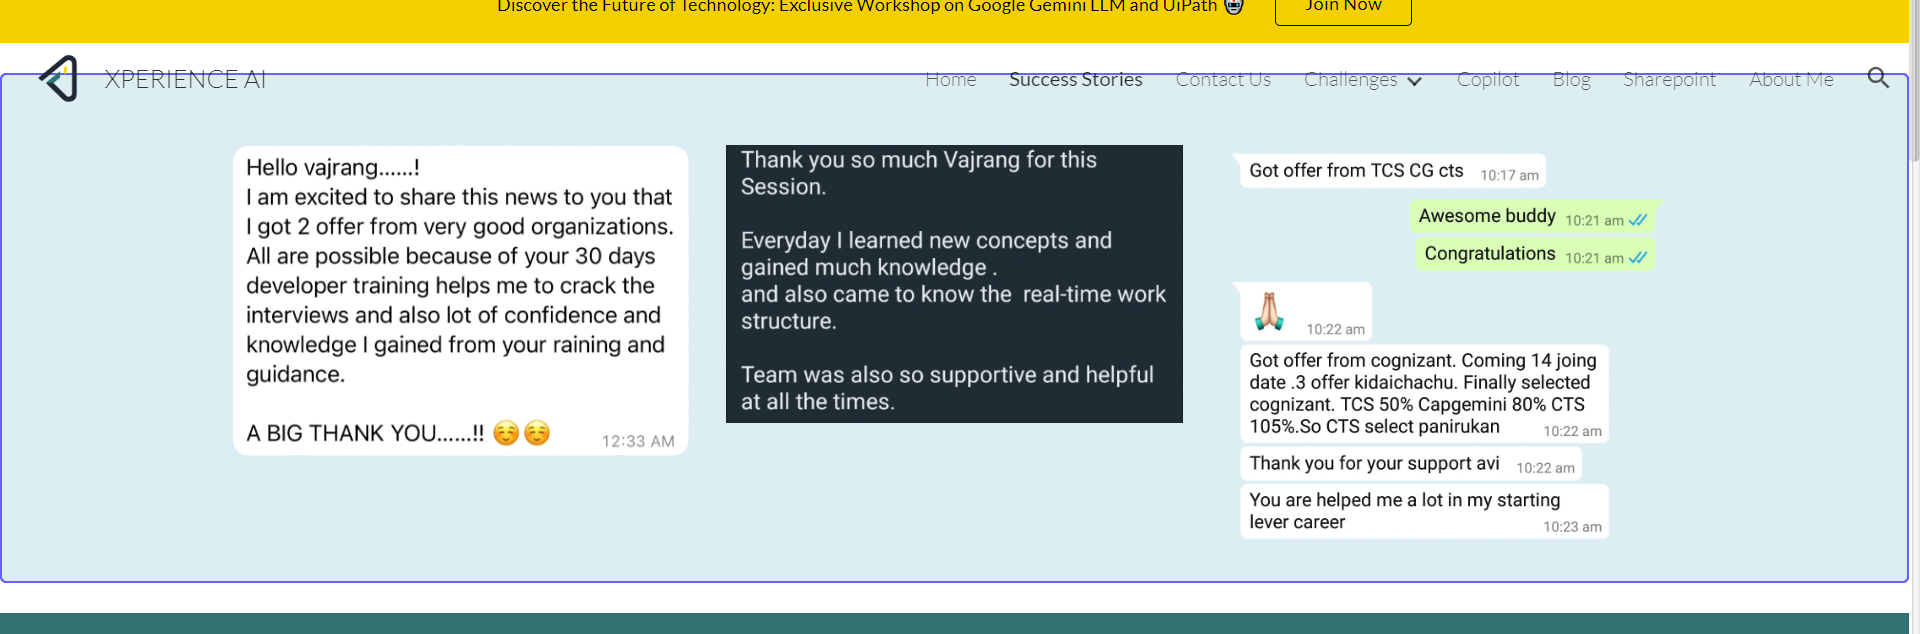 Discover the Future of Technology: Exclusive Workshop on Google Gemini LLM and UiPath
Join Now
XPERIENCE AI
Home
Success Stories
Contact Us
Challenges
Copilot
Blog
Sharepoint
About Me
Hello vajrang......!
I am excited to share this news to you that
I got 2 offer from very good organizations.
All are possible because of your 30 days
developer training helps me to crack the
interviews and also lot of confidence and
knowledge I gained from your raining and
guidance.
A BIG THANK YOU......!! ☺️☺️
12:33 AM
Thank you so much Vajrang for this
Session.
Everyday I learned new concepts and
gained much knowledge .
and also came to know the  real-time work
structure.
Team was also so supportive and helpful
at all the times.
Got offer from TCS CG cts 10:17 am
Awesome buddy 10:21 am
Congratulations 10:21 am
🙏 10:22 am
Got offer from cognizant. Coming 14 joing
date .3 offer kidaichachu. Finally selected
cognizant. TCS 50% Capgemini 80% CTS
105%.So CTS select panirukan 10:22 am
Thank you for your support avi 10:22 am
You are helped me a lot in my starting
lever career 10:23 am